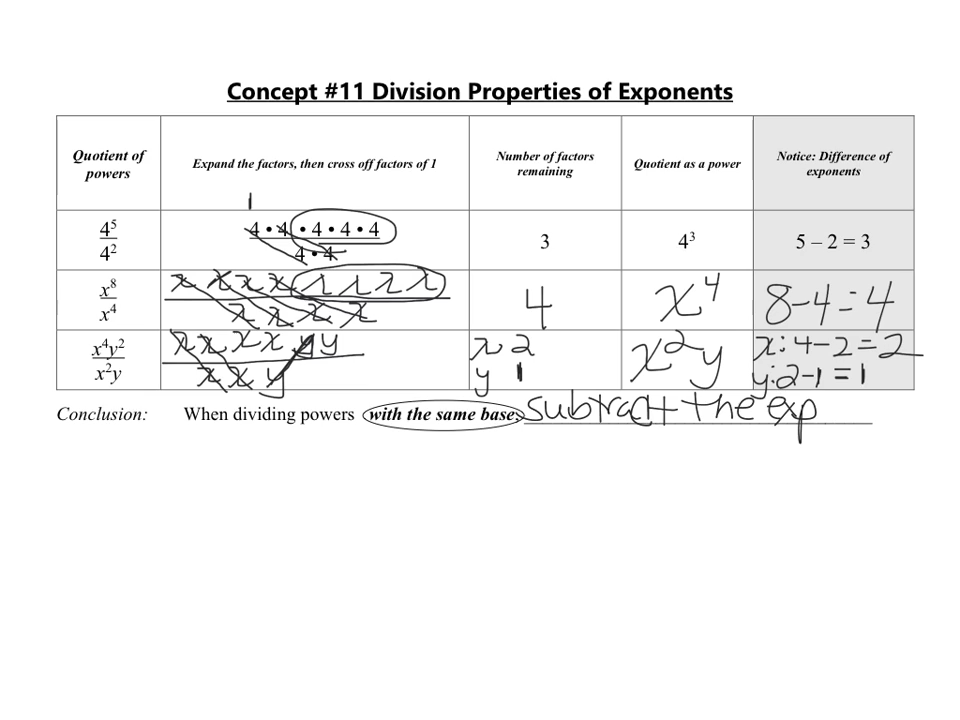 Concept #11 Division Properties of Exponents
Quotient of powers
Expand the factors, then cross off factors of 1
Number of factors remaining
Quotient as a power
Notice: Difference of exponents
4⁵/4²
1
4 • 4 • 4 • 4 • 4
4 • 4
3
4³
5 – 2 = 3
x⁸/x⁴
x x x x x x x x
x x x x
4
x⁴
8-4=4
x⁴y²/x²y
x x x x y y
x x y
x 2
y 1
x²y
x: 4-2=2
y: 2-1=1
Conclusion: When dividing powers with the same base, subtract the exp